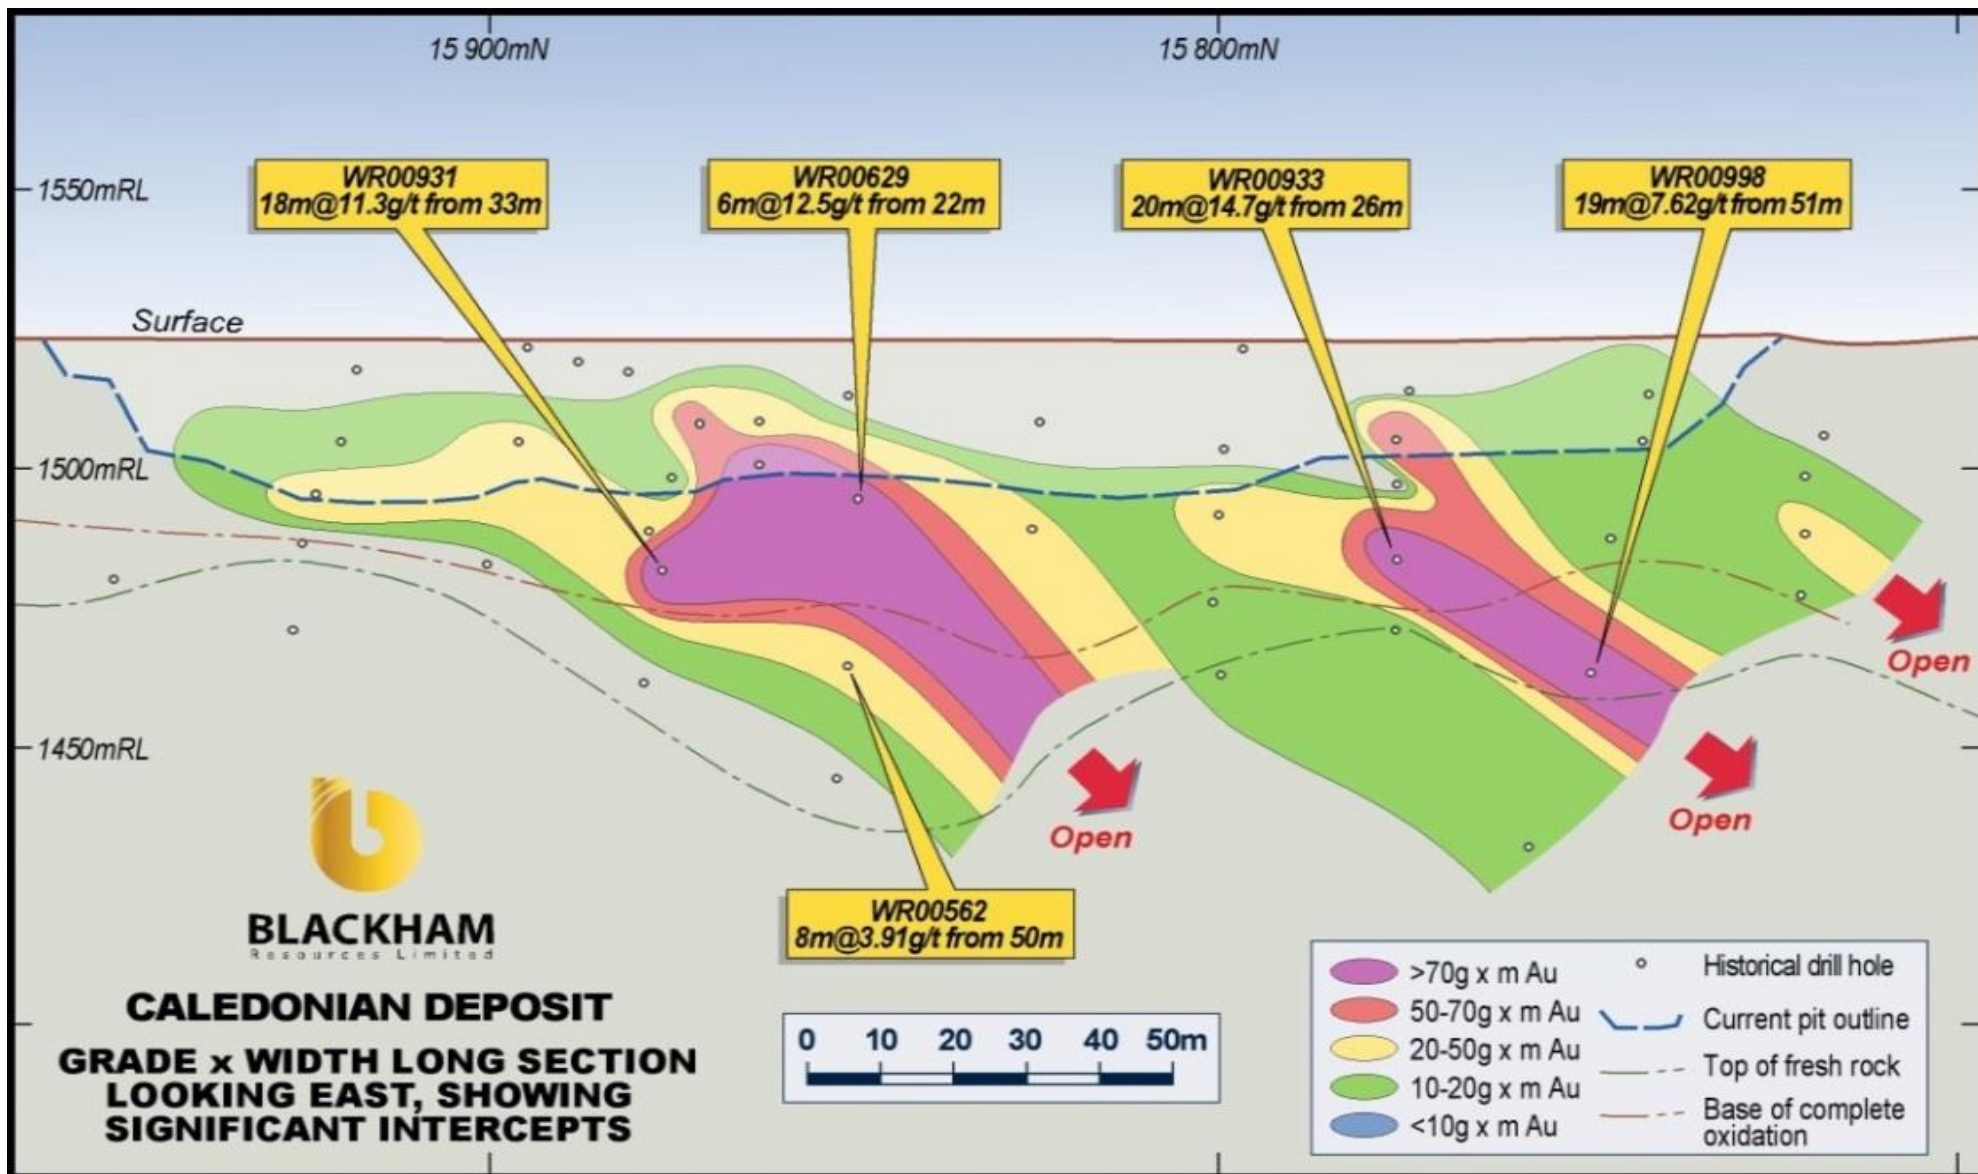 15 900mN
15 800mN
1550mRL
WR00931
18m@11.3g/t from 33m
WR00629
6m@12.5g/t from 22m
WR00933
20m@14.7g/t from 26m
WR00998
19m@7.62g/t from 51m
Surface
1500mRL
1450mRL
Open
Open
Open
WR00562
8m@3.91g/t from 50m
BLACKHAM
Resources Limited
CALEDONIAN DEPOSIT
GRADE x WIDTH LONG SECTION
LOOKING EAST, SHOWING
SIGNIFICANT INTERCEPTS
0 10 20 30 40 50m
>70g x m Au
50-70g x m Au
20-50g x m Au
10-20g x m Au
<10g x m Au
Historical drill hole
Current pit outline
Top of fresh rock
Base of complete
oxidation